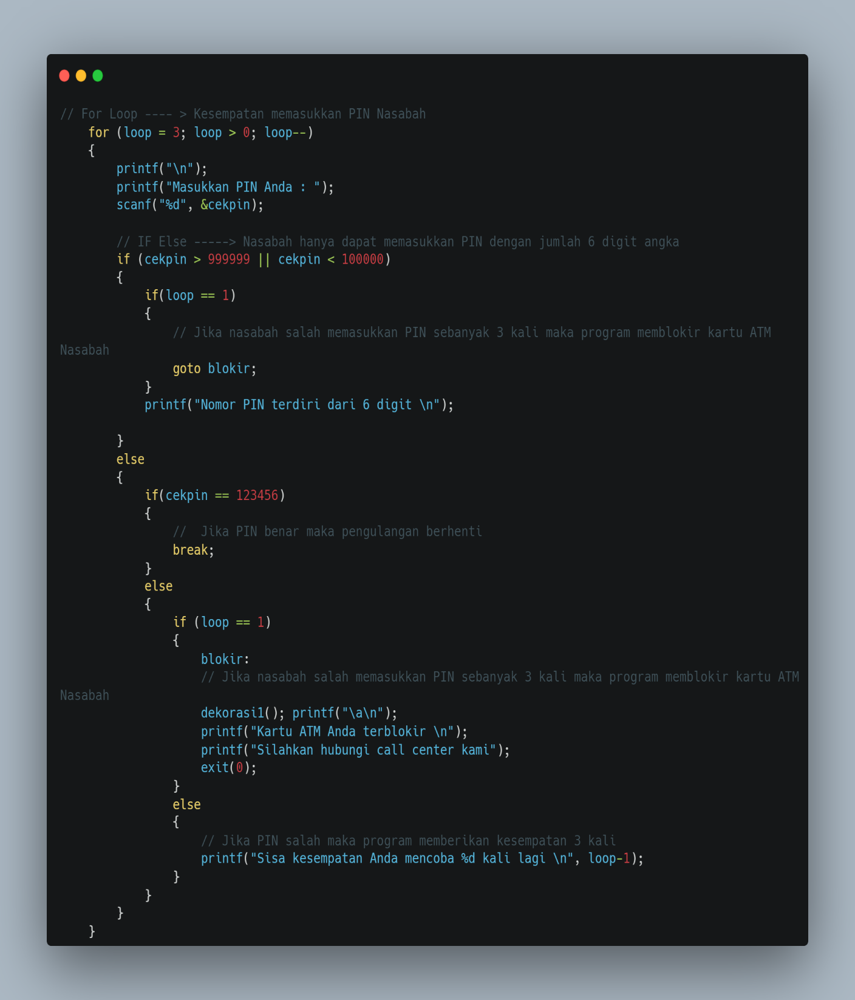 // For Loop ---- > Kesempatan memasukkan PIN Nasabah
    for (loop = 3; loop > 0; loop--)
    {
        printf("\n");
        printf("Masukkan PIN Anda : ");
        scanf("%d", &cekpin);

        // IF Else -----> Nasabah hanya dapat memasukkan PIN dengan jumlah 6 digit angka
        if (cekpin > 999999 || cekpin < 100000)
        {
            if(loop == 1)
            {
                // Jika nasabah salah memasukkan PIN sebanyak 3 kali maka program memblokir kartu ATM
Nasabah
                goto blokir;
            }
            printf("Nomor PIN terdiri dari 6 digit \n");

        }
        else
        {
            if(cekpin == 123456)
            {
                //  Jika PIN benar maka pengulangan berhenti
                break;
            }
            else
            {
                if (loop == 1)
                {
                    blokir:
                    // Jika nasabah salah memasukkan PIN sebanyak 3 kali maka program memblokir kartu ATM
Nasabah
                    dekorasi1(); printf("\a\n");
                    printf("Kartu ATM Anda terblokir \n");
                    printf("Silahkan hubungi call center kami");
                    exit(0);
                }
                else
                {
                    // Jika PIN salah maka program memberikan kesempatan 3 kali
                    printf("Sisa kesempatan Anda mencoba %d kali lagi \n", loop-1);
                }
            }
        }
    }